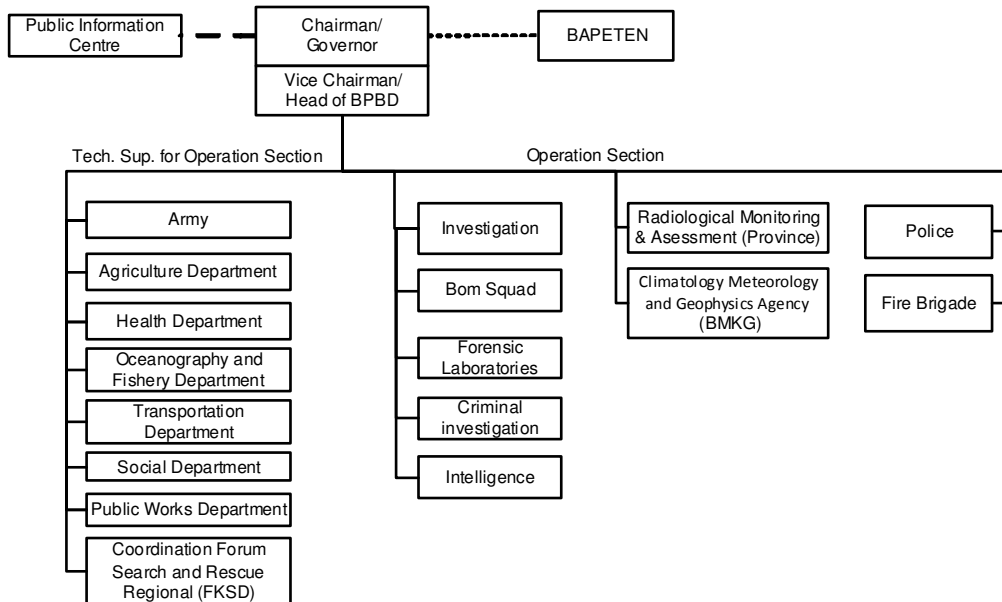 Public Information
Centre
Chairman/
Governor
BAPETEN
Vice Chairman/
Head of BPBD
Tech. Sup. for Operation Section
Operation Section
Army
Agriculture Department
Health Department
Oceanography and
Fishery Department
Transportation
Department
Social Department
Public Works Department
Coordination Forum
Search and Rescue
Regional (FKSD)
Investigation
Bom Squad
Forensic
Laboratories
Criminal
investigation
Intelligence
Radiological Monitoring
& Asessment (Province)
Climatology Meteorology
and Geophysics Agency
(BMKG)
Police
Fire Brigade